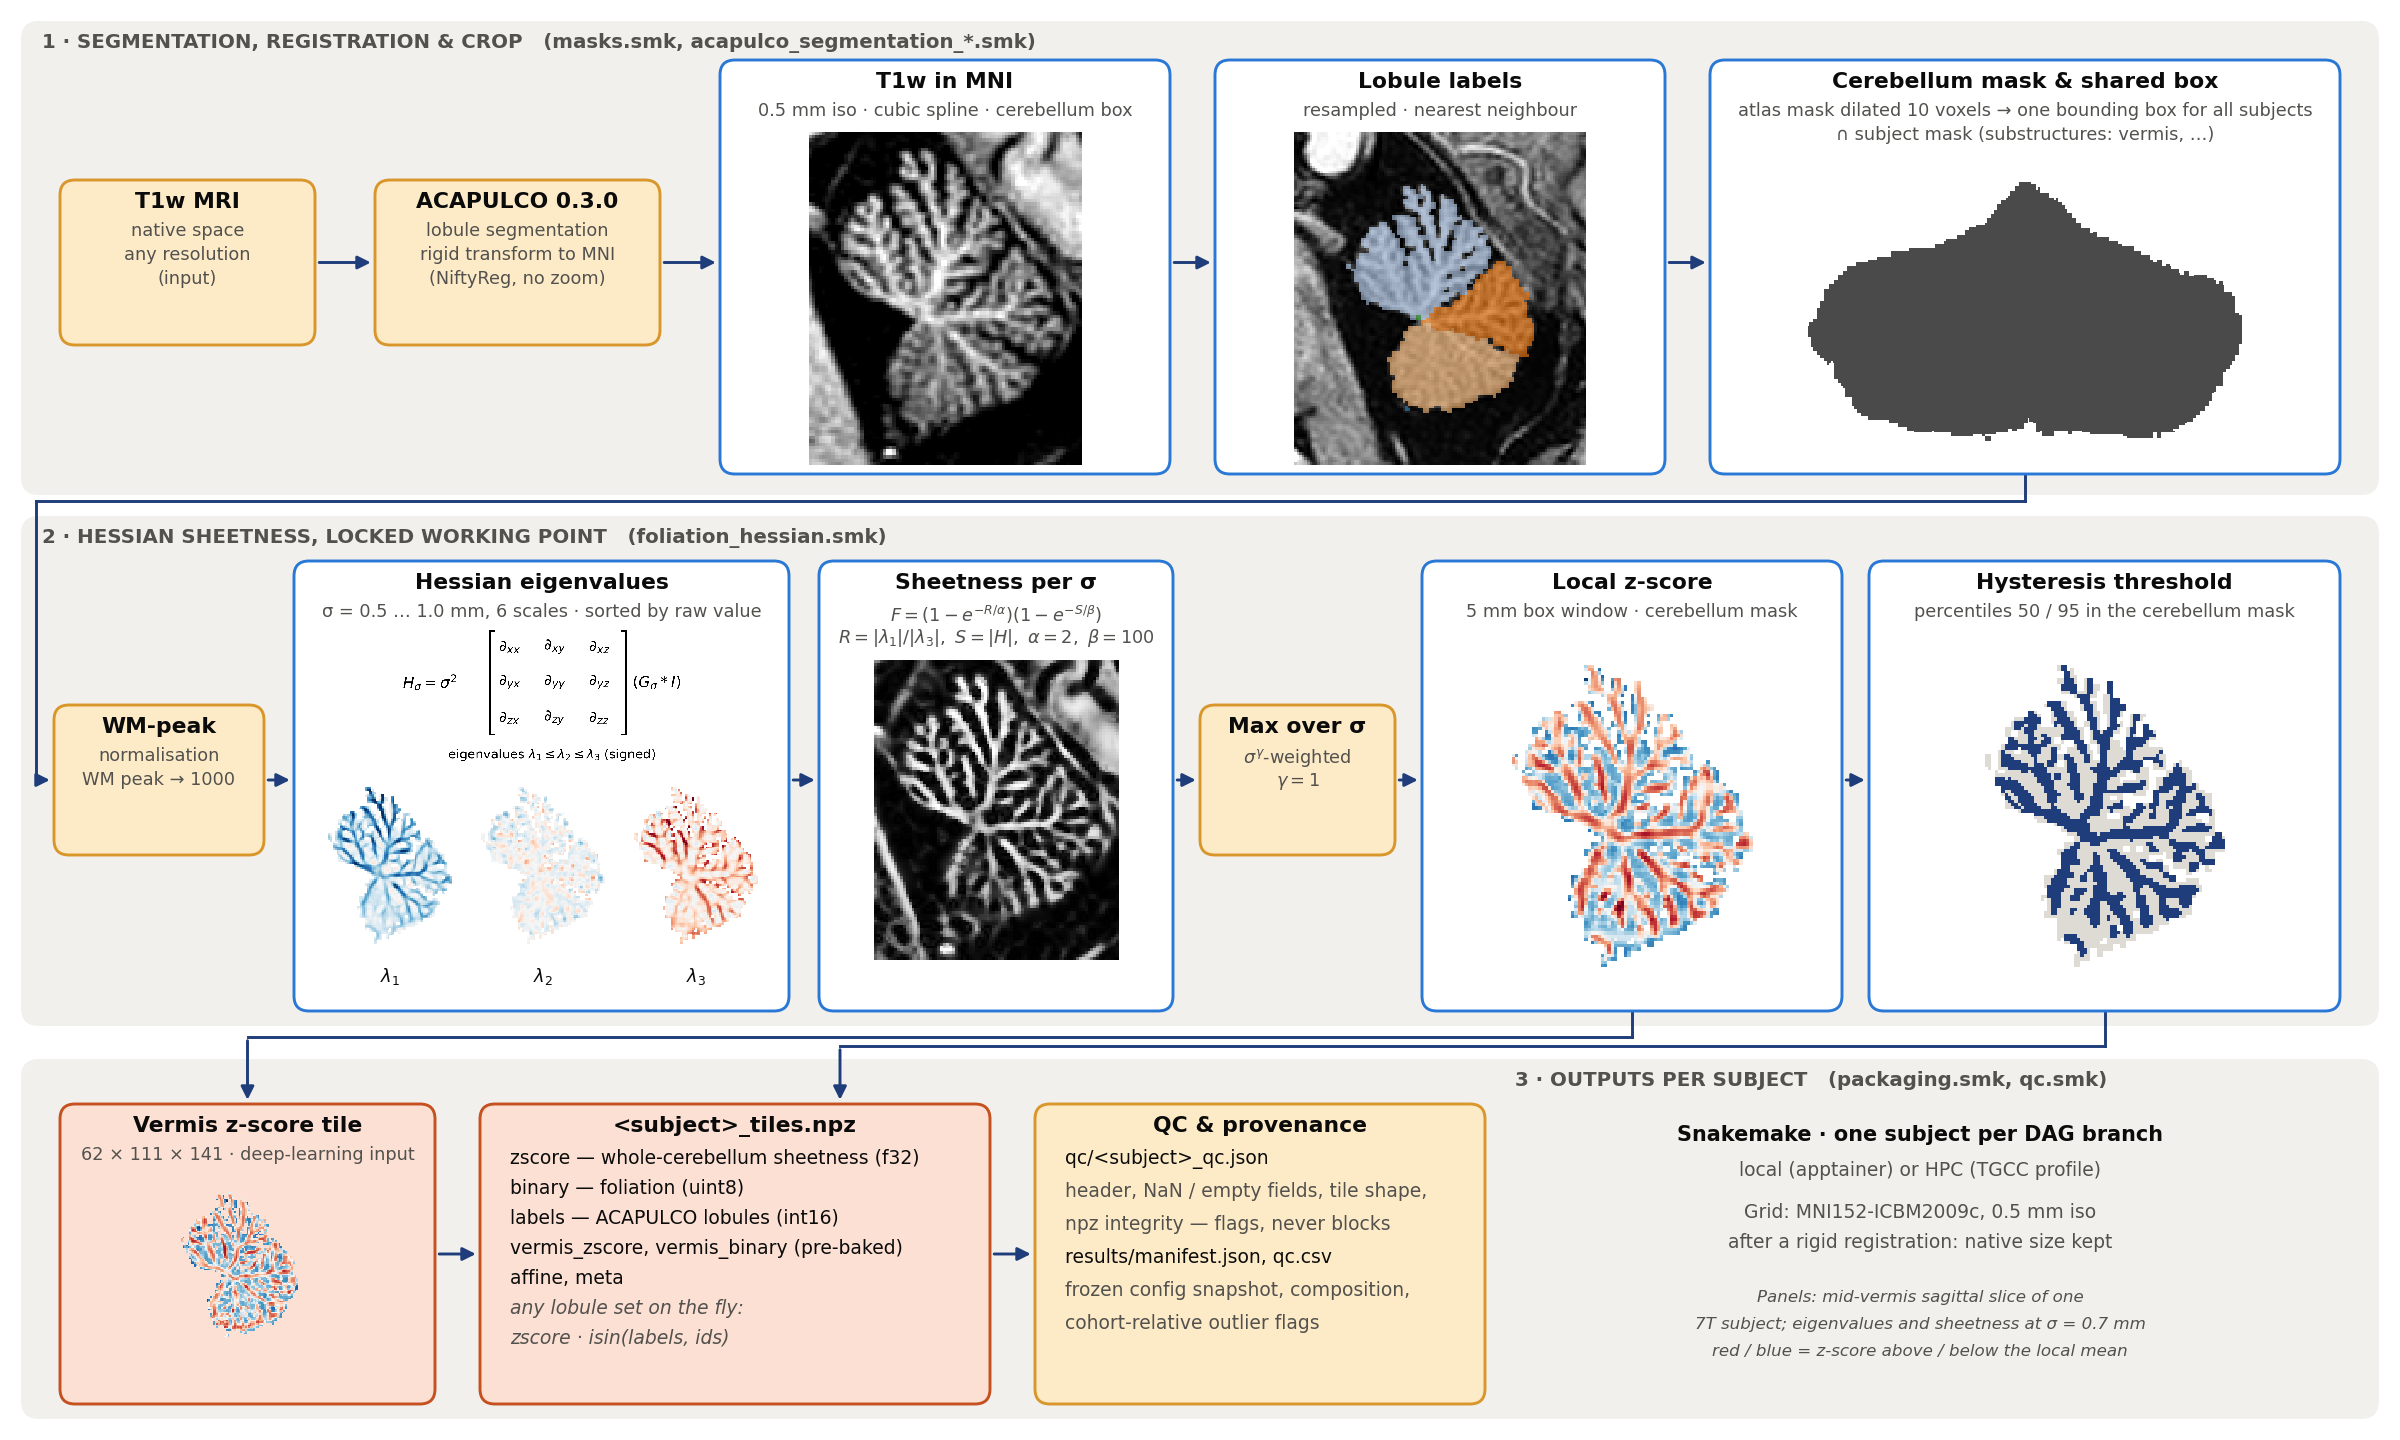 1 · SEGMENTATION, REGISTRATION & CROP (masks.smk, acapulco_segmentation_*.smk)
T1w MRI
native space
any resolution
(input)
ACAPULCO 0.3.0
lobule segmentation
rigid transform to MNI
(NiftyReg, no zoom)
T1w in MNI
0.5 mm iso · cubic spline · cerebellum box
Lobule labels
resampled · nearest neighbour
Cerebellum mask & shared box
atlas mask dilated 10 voxels → one bounding box for all subjects
∩ subject mask (substructures: vermis, …)
2 · HESSIAN SHEETNESS, LOCKED WORKING POINT (foliation_hessian.smk)
WM-peak
normalisation
WM peak → 1000
Hessian eigenvalues
σ = 0.5 … 1.0 mm, 6 scales · sorted by raw value
∂xx ∂xy ∂xz
Hσ = σ² ∂yx ∂yy ∂yz (Gσ * I)
∂zx ∂zy ∂zz
eigenvalues λ₁ ≤ λ₂ ≤ λ₃ (signed)
λ₁ λ₂ λ₃
Sheetness per σ
F = (1 − e^{−R/α})(1 − e^{−S/β})
R = |λ₁|/|λ₃|, S = |H|, α = 2, β = 100
Max over σ
σ^γ-weighted
γ = 1
Local z-score
5 mm box window · cerebellum mask
Hysteresis threshold
percentiles 50 / 95 in the cerebellum mask
3 · OUTPUTS PER SUBJECT (packaging.smk, qc.smk)
Vermis z-score tile
62 × 111 × 141 · deep-learning input
<subject>_tiles.npz
zscore — whole-cerebellum sheetness (f32)
binary — foliation (uint8)
labels — ACAPULCO lobules (int16)
vermis_zscore, vermis_binary (pre-baked)
affine, meta
any lobule set on the fly:
zscore · isin(labels, ids)
QC & provenance
qc/<subject>_qc.json
header, NaN / empty fields, tile shape,
npz integrity — flags, never blocks
results/manifest.json, qc.csv
frozen config snapshot, composition,
cohort-relative outlier flags
Snakemake · one subject per DAG branch
local (apptainer) or HPC (TGCC profile)
Grid: MNI152-ICBM2009c, 0.5 mm iso
after a rigid registration: native size kept
Panels: mid-vermis sagittal slice of one
7T subject; eigenvalues and sheetness at σ = 0.7 mm
red / blue = z-score above / below the local mean